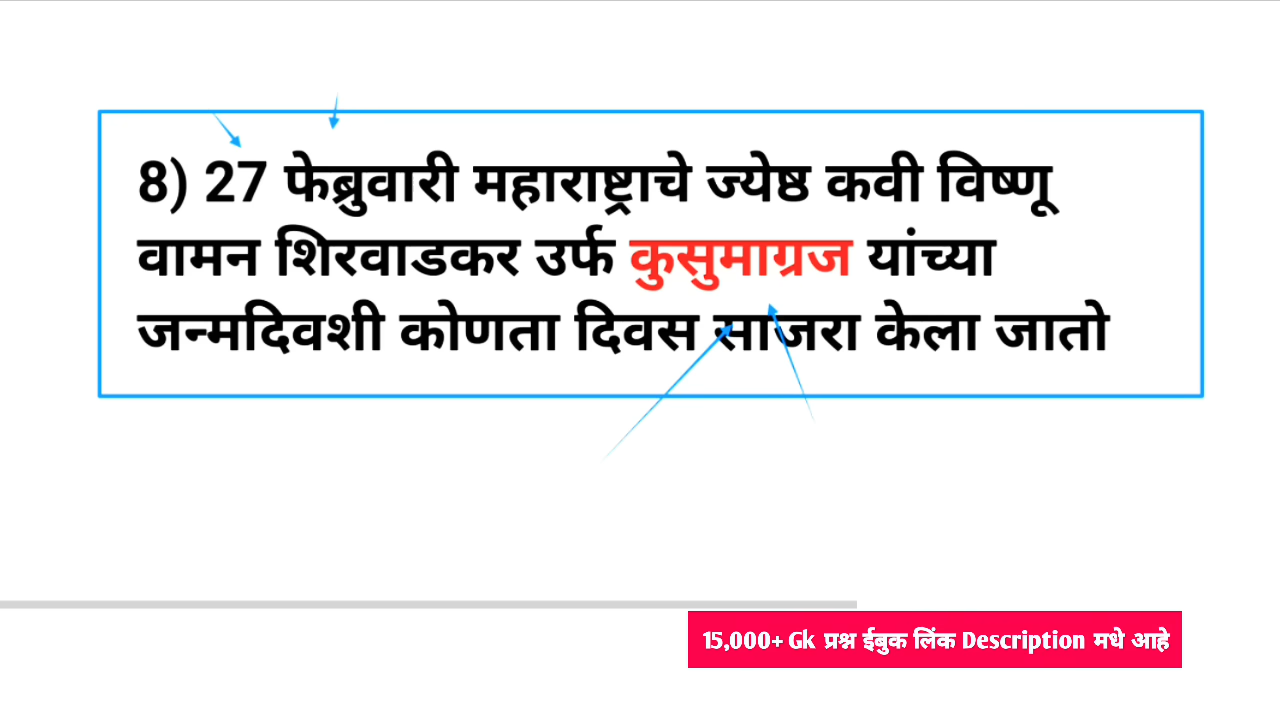 8) 27 फेब्रुवारी महाराष्ट्राचे ज्येष्ठ कवी विष्णू
वामन शिरवाडकर उर्फ कुसुमाग्रज यांच्या
जन्मदिवशी कोणता दिवस साजरा केला जातो
15,000+ Gk प्रश्न ईबुक लिंक Description मधे आहे